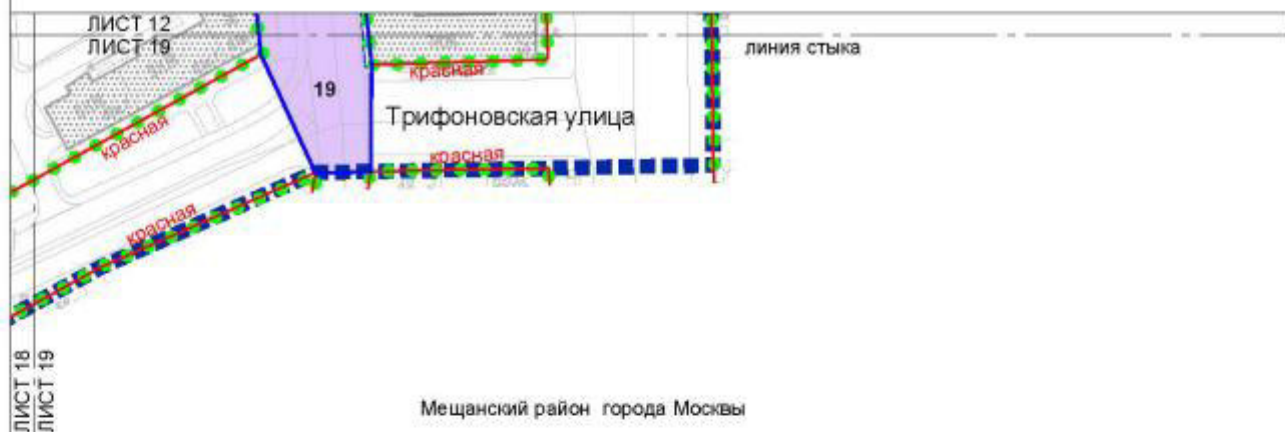 ЛИСТ 12
ЛИСТ 19
линия стыка
красная
19
Трифоновская улица
красная
красная
красная
ЛИСТ 18
ЛИСТ 19
Мещанский район города Москвы